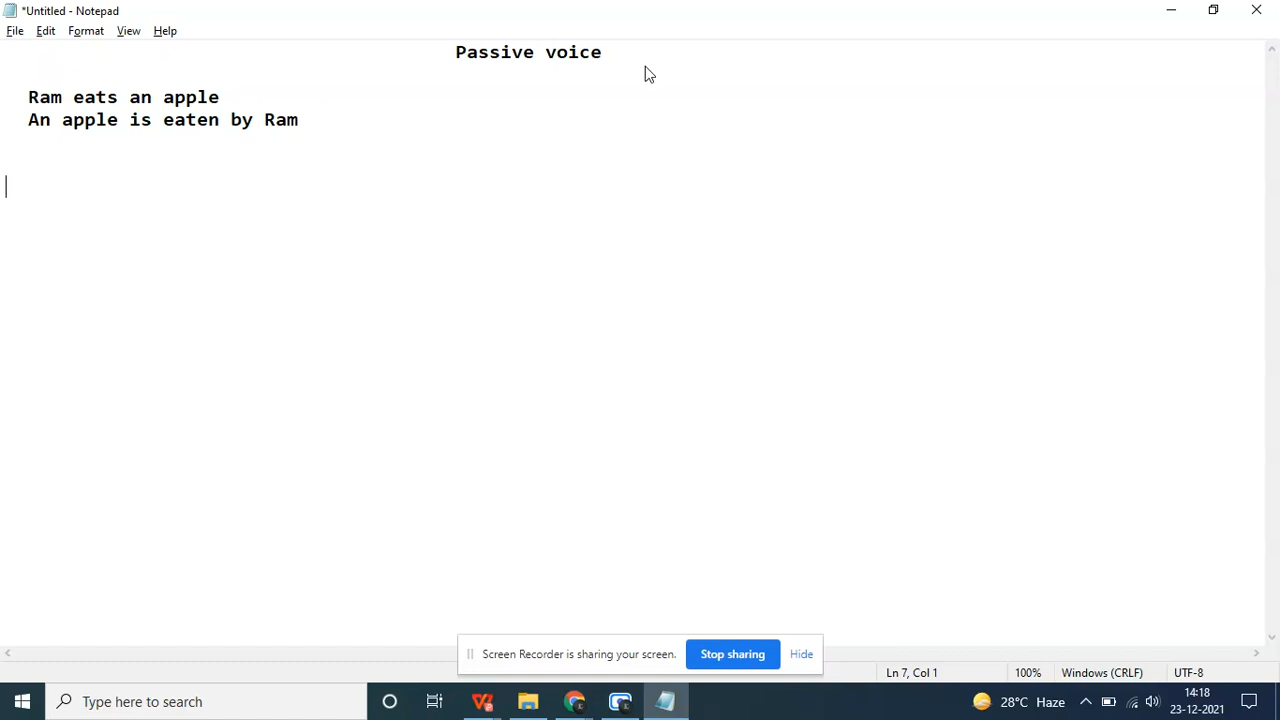 *Untitled - Notepad
File Edit Format View Help
Passive voice
Ram eats an apple
An apple is eaten by Ram
Screen Recorder is sharing your screen. Stop sharing Hide
Ln 7, Col 1 100% Windows (CRLF) UTF-8
Type here to search
28°C Haze
14:18
23-12-2021